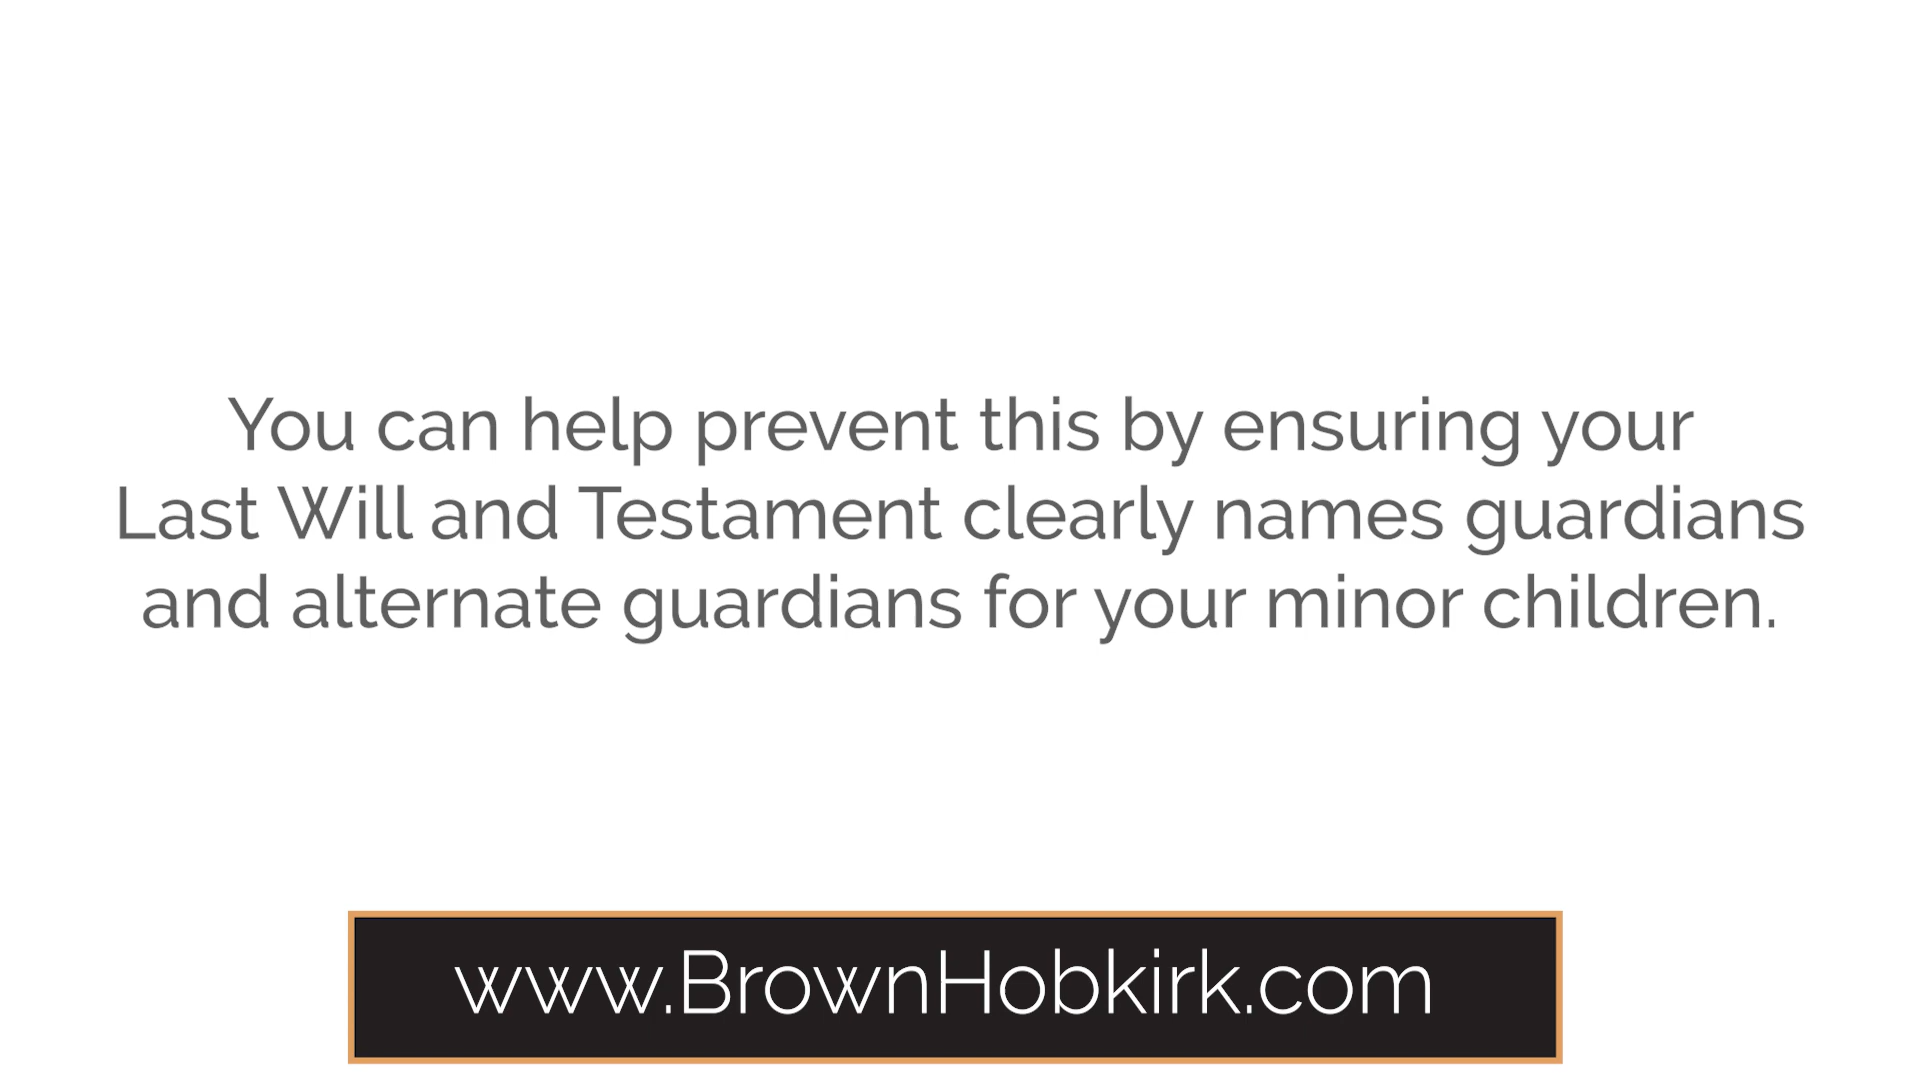 You can help prevent this by ensuring your
Last Will and Testament clearly names guardians
and alternate guardians for your minor children.
www.BrownHobkirk.com